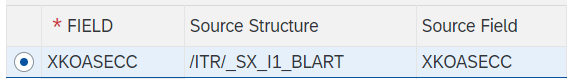 * FIELD Source Structure Source Field
XKOASECC /ITR/_SX_I1_BLART XKOASECC